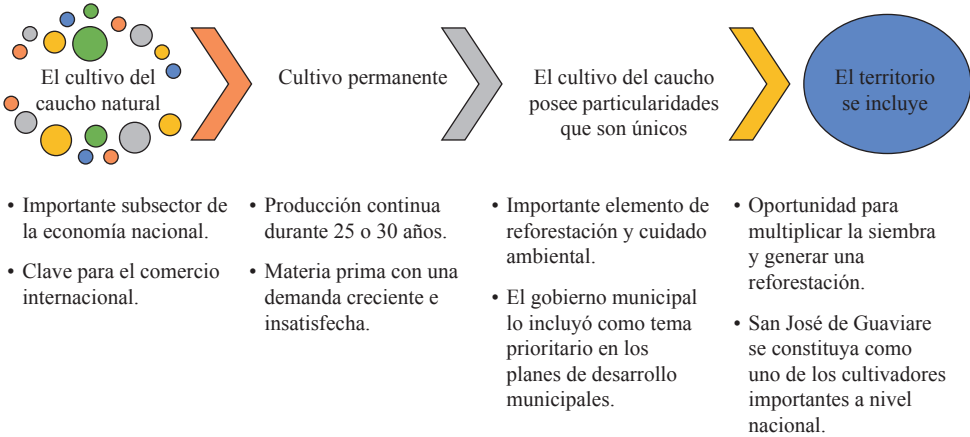 El cultivo del
caucho natural
Cultivo permanente
El cultivo del caucho
posee particularidades
que son únicos
El territorio
se incluye
• Importante subsector de
la economía nacional.
• Clave para el comercio
internacional.
• Producción continua
durante 25 o 30 años.
• Materia prima con una
demanda creciente e
insatisfecha.
• Importante elemento de
reforestación y cuidado
ambiental.
• El gobierno municipal
lo incluyó como tema
prioritario en los
planes de desarrollo
municipales.
• Oportunidad para
multiplicar la siembra
y generar una
reforestación.
• San José de Guaviare
se constituya como
uno de los cultivadores
importantes a nivel
nacional.